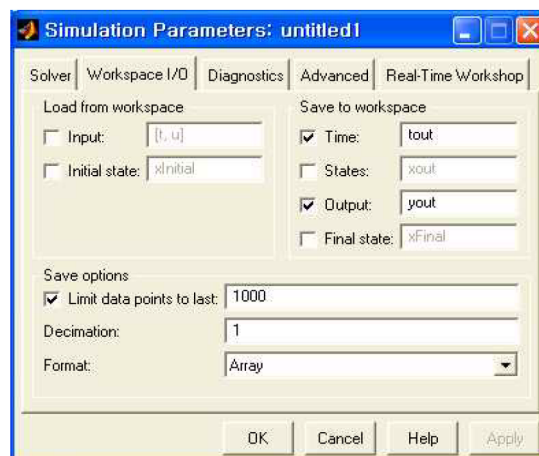 Simulation Parameters: untitled1
Solver Workspace I/O Diagnostics Advanced Real-Time Workshop
Load from workspace
Input: [t, u]
Initial state: xInitial
Save to workspace
Time: tout
States: xout
Output: yout
Final state: xFinal
Save options
Limit data points to last: 1000
Decimation: 1
Format: Array
OK Cancel Help Apply